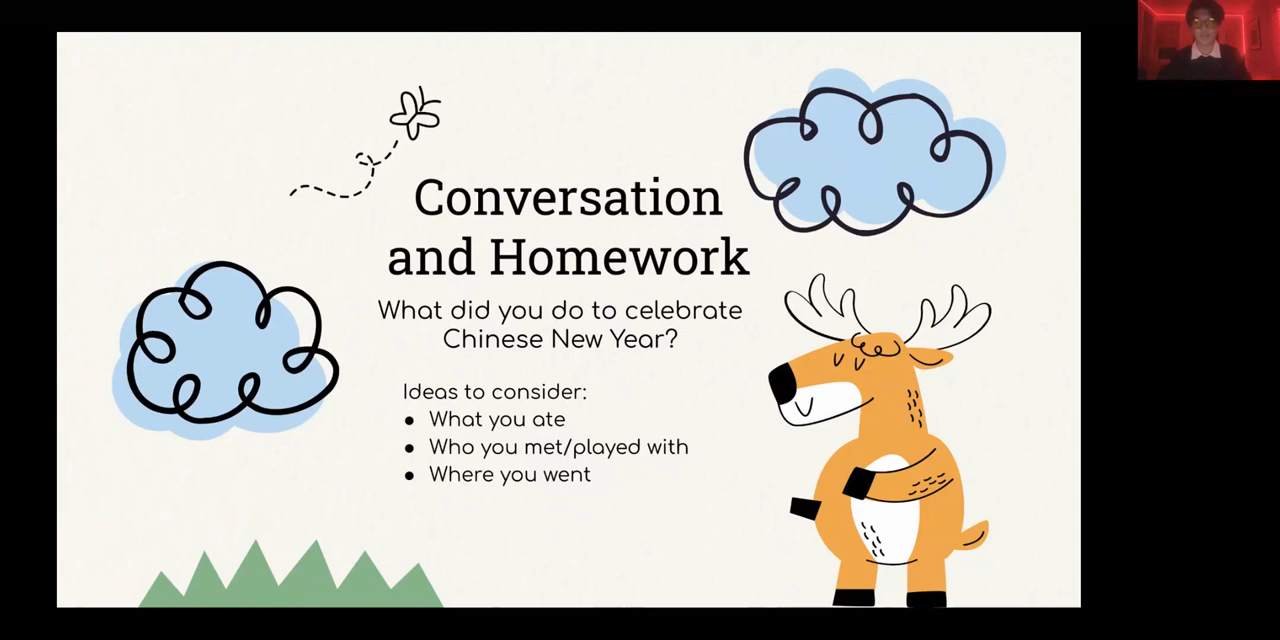 Conversation
and Homework
What did you do to celebrate
Chinese New Year?
Ideas to consider:
● What you ate
● Who you met/played with
● Where you went